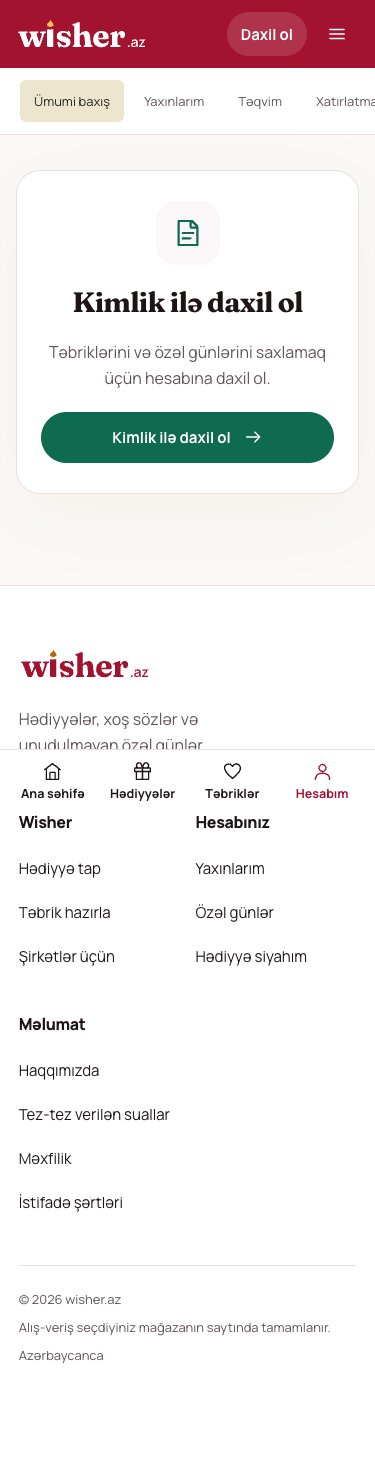 wisher.az
Daxil ol
Ümumi baxış
Yaxınlarım
Təqvim
Xatırlatma
Kimlik ilə daxil ol
Təbriklərini və özəl günlərini saxlamaq
üçün hesabına daxil ol.
Kimlik ilə daxil ol
wisher.az
Hədiyyələr, xoş sözlər və
unudulmayan özəl günlər
Ana səhifə
Hədiyyələr
Təbriklər
Hesabım
Wisher
Hədiyyə tap
Təbrik hazırla
Şirkətlər üçün
Hesabınız
Yaxınlarım
Özəl günlər
Hədiyyə siyahım
Məlumat
Haqqımızda
Tez-tez verilən suallar
Məxfilik
İstifadə şərtləri
© 2026 wisher.az
Alış-veriş seçdiyiniz mağazanın saytında tamamlanır.
Azərbaycanca